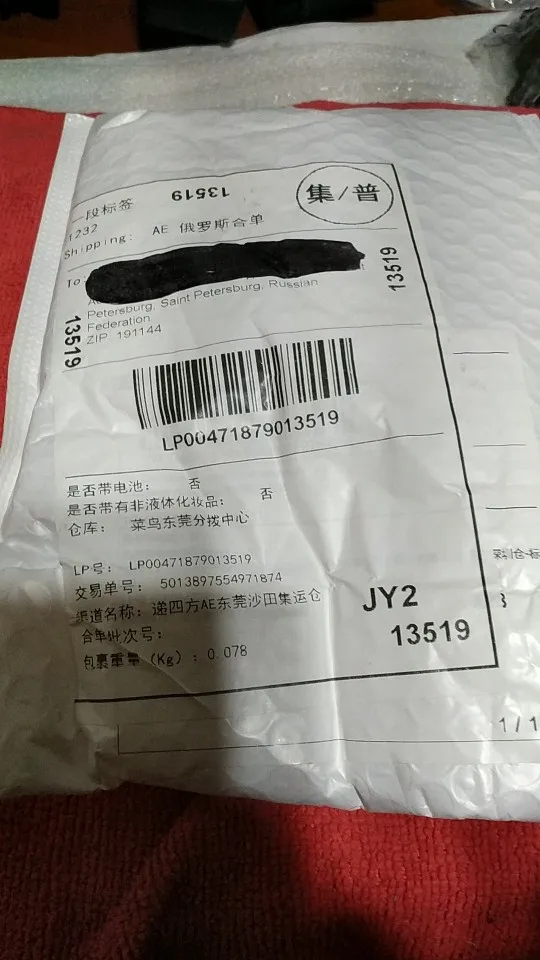 一段标签
13519
集/普
1232
Shipping: AE 俄罗斯合单
To
13519
13519
Petersburg, Saint Petersburg, Russian
Federation
ZIP 191144
LP00471879013519
是否带电池: 否
是否带有非液体化妆品: 否
仓库: 菜鸟东莞分拨中心
LP号: LP00471879013519
交易单号: 5013897554971874
渠道名称: 递四方AE东莞沙田集运仓
合单批次号:
包裹重量 (Kg) : 0.078
JY2
13519
1/1